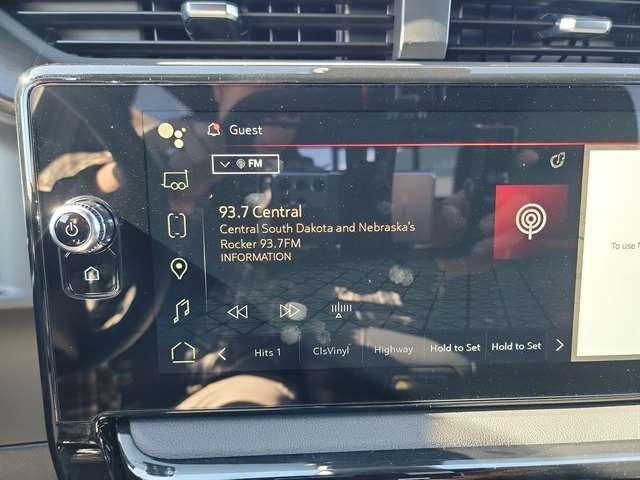 Guest
FM
93.7 Central
Central South Dakota and Nebraska's
Rocker 93.7FM
INFORMATION
To use
Hits 1 ClsVinyl Highway Hold to Set Hold to Set